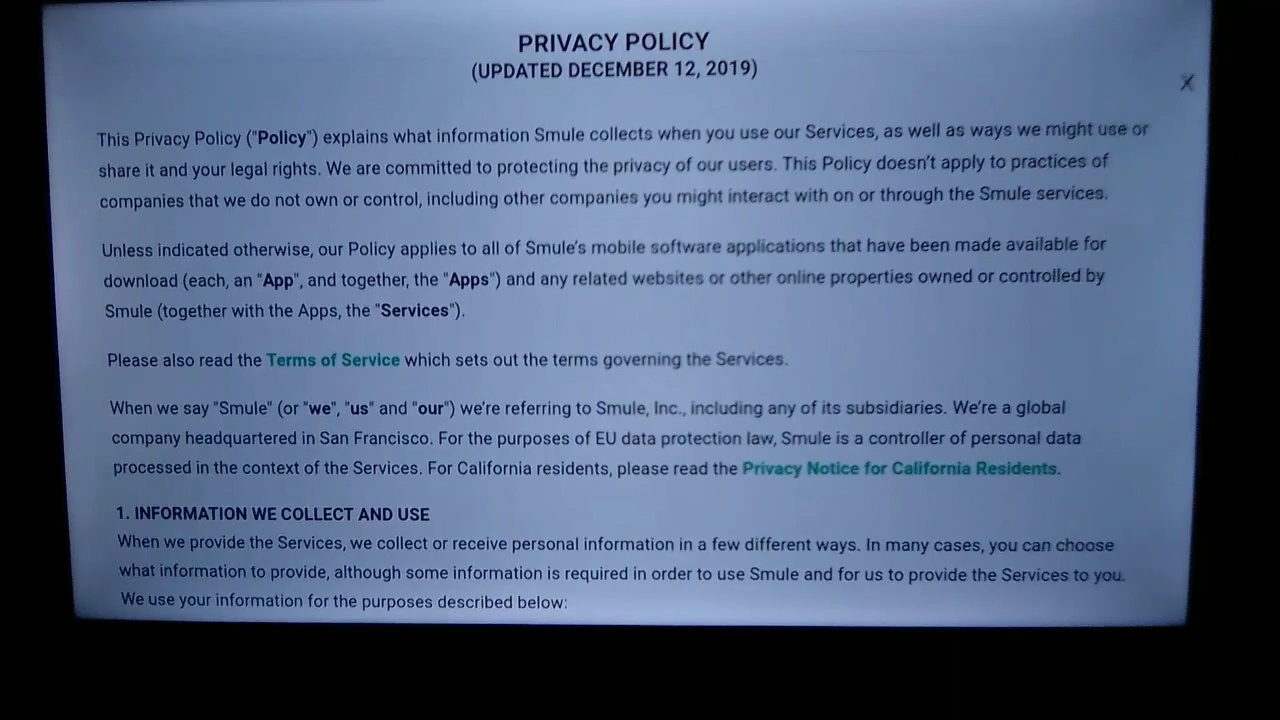 PRIVACY POLICY
(UPDATED DECEMBER 12, 2019)
X
This Privacy Policy ("Policy") explains what information Smule collects when you use our Services, as well as ways we might use or
share it and your legal rights. We are committed to protecting the privacy of our users. This Policy doesn't apply to practices of
companies that we do not own or control, including other companies you might interact with on or through the Smule services.
Unless indicated otherwise, our Policy applies to all of Smule's mobile software applications that have been made available for
download (each, an "App", and together, the "Apps") and any related websites or other online properties owned or controlled by
Smule (together with the Apps, the "Services").
Please also read the Terms of Service which sets out the terms governing the Services.
When we say "Smule" (or "we", "us" and "our") we're referring to Smule, Inc., including any of its subsidiaries. We're a global
company headquartered in San Francisco. For the purposes of EU data protection law, Smule is a controller of personal data
processed in the context of the Services. For California residents, please read the Privacy Notice for California Residents.
1. INFORMATION WE COLLECT AND USE
When we provide the Services, we collect or receive personal information in a few different ways. In many cases, you can choose
what information to provide, although some information is required in order to use Smule and for us to provide the Services to you.
We use your information for the purposes described below: